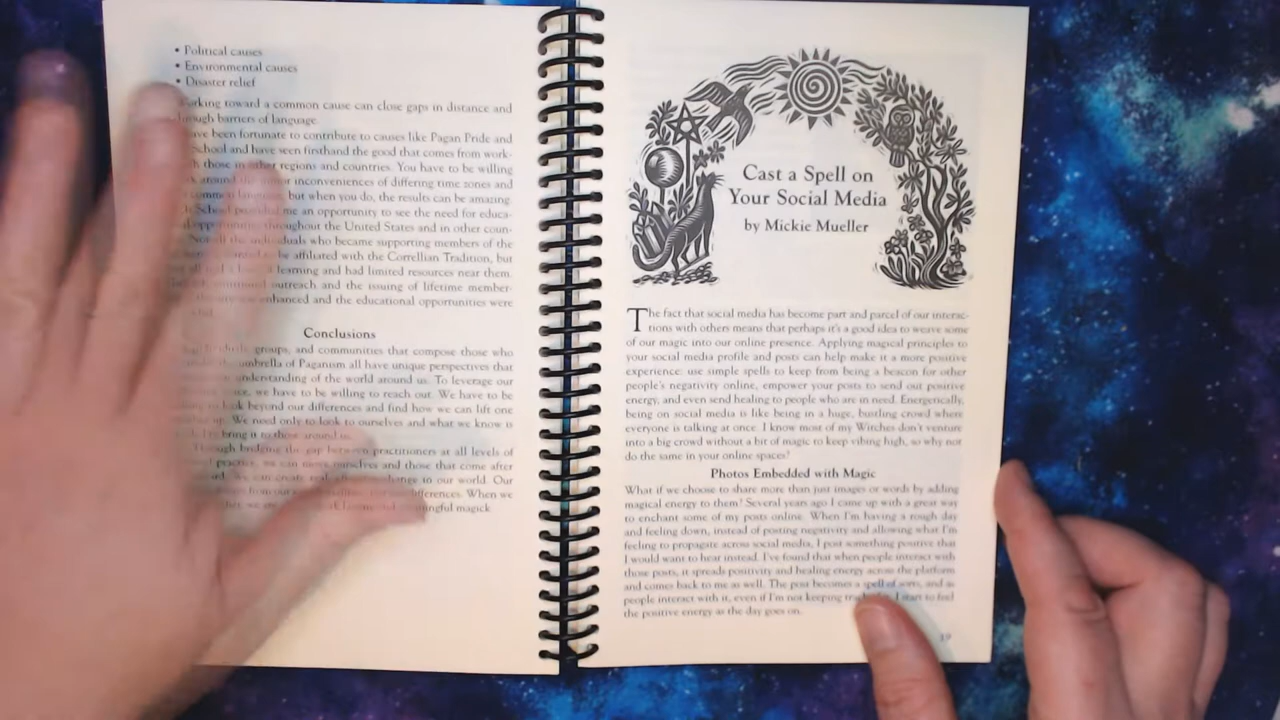 • Political causes
• Environmental causes
• Disaster relief
Working toward a common cause can close gaps in distance and
through barriers of language.
have been fortunate to contribute to causes like Pagan Pride and
School and have seen firsthand the good that comes from work-
those in other regions and countries. You have to be willing
around the minor inconveniences of differing time zones and
common language, but when you do, the results can be amazing.
School provided me an opportunity to see the need for educa-
throughout the United States and in other coun-
Not all the individuals who became supporting members of the
be affiliated with the Correllian Tradition, but
learning and had limited resources near them.
outreach and the issuing of lifetime member-
enhanced and the educational opportunities were
Conclusions
groups, and communities that compose those who
umbrella of Paganism all have unique perspectives that
understanding of the world around us. To leverage our
we have to be willing to reach out. We have to be
look beyond our differences and find how we can lift one
up. We need only to look to ourselves and what we know is
bring it to those around us.
Through bridging the gap between practitioners at all levels of
practice, we can move ourselves and those that come after
We can create real change in our world. Our
differences. When we
meaningful magick
Cast a Spell on
Your Social Media
by Mickie Mueller
The fact that social media has become part and parcel of our interac-
tions with others means that perhaps it's a good idea to weave some
of our magic into our online presence. Applying magical principles to
your social media profile and posts can help make it a more positive
experience: use simple spells to keep from being a beacon for other
people's negativity online, empower your posts to send out positive
energy, and even send healing to people who are in need. Energetically,
being on social media is like being in a huge, bustling crowd where
everyone is talking at once. I know most of my Witches don't venture
into a big crowd without a bit of magic to keep vibing high, so why not
do the same in your online spaces?
Photos Embedded with Magic
What if we choose to share more than just images or words by adding
magical energy to them? Several years ago I came up with a great way
to enchant some of my posts online. When I'm having a rough day
and feeling down, instead of posting negativity and allowing what I'm
feeling to propagate across social media, I post something positive that
I would want to hear instead. I've found that when people interact with
those posts, it spreads positivity and healing energy across the platform
and comes back to me as well. The post becomes a spell of sorts, and as
people interact with it, even if I'm not keeping track of it, I start to feel
the positive energy as the day goes on.
19